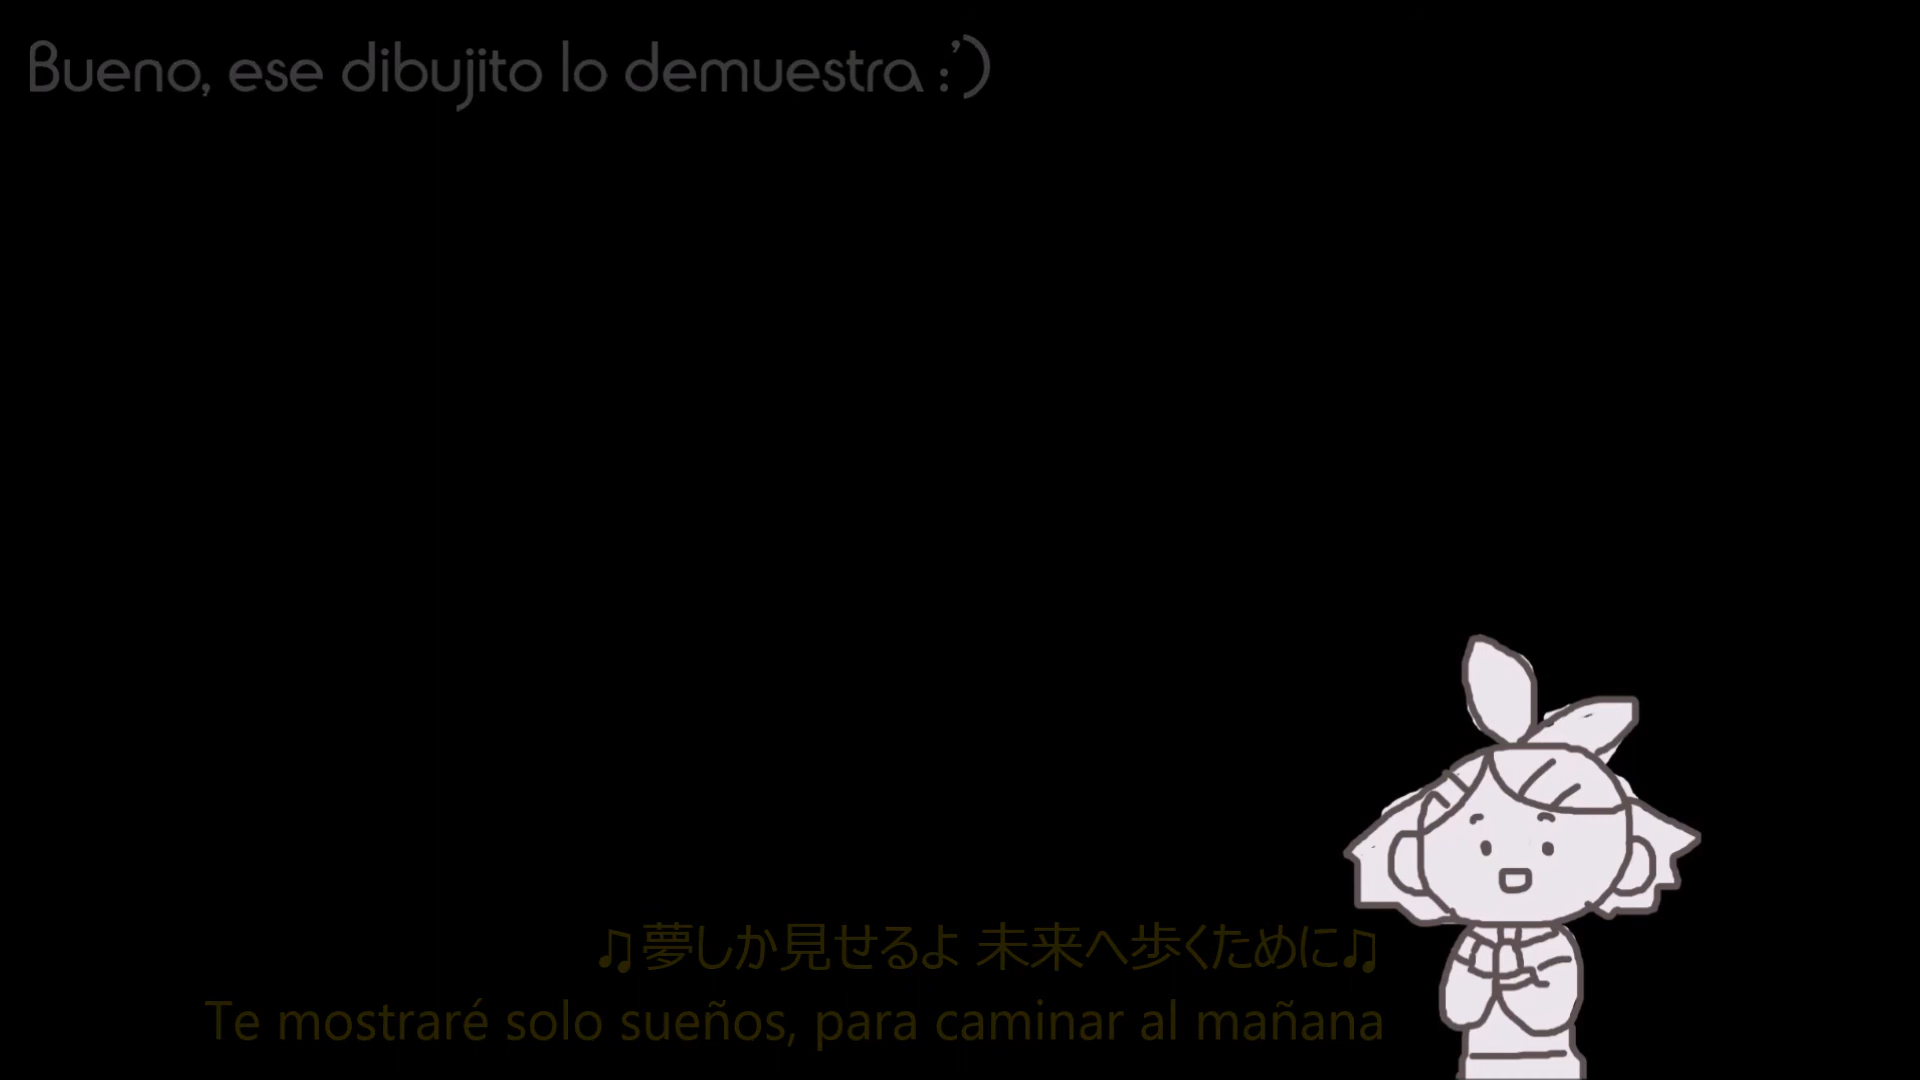 Bueno, ese dibujito lo demuestra :')
♫夢しか見せるよ 未来へ歩くために♫
Te mostraré solo sueños, para caminar al mañana